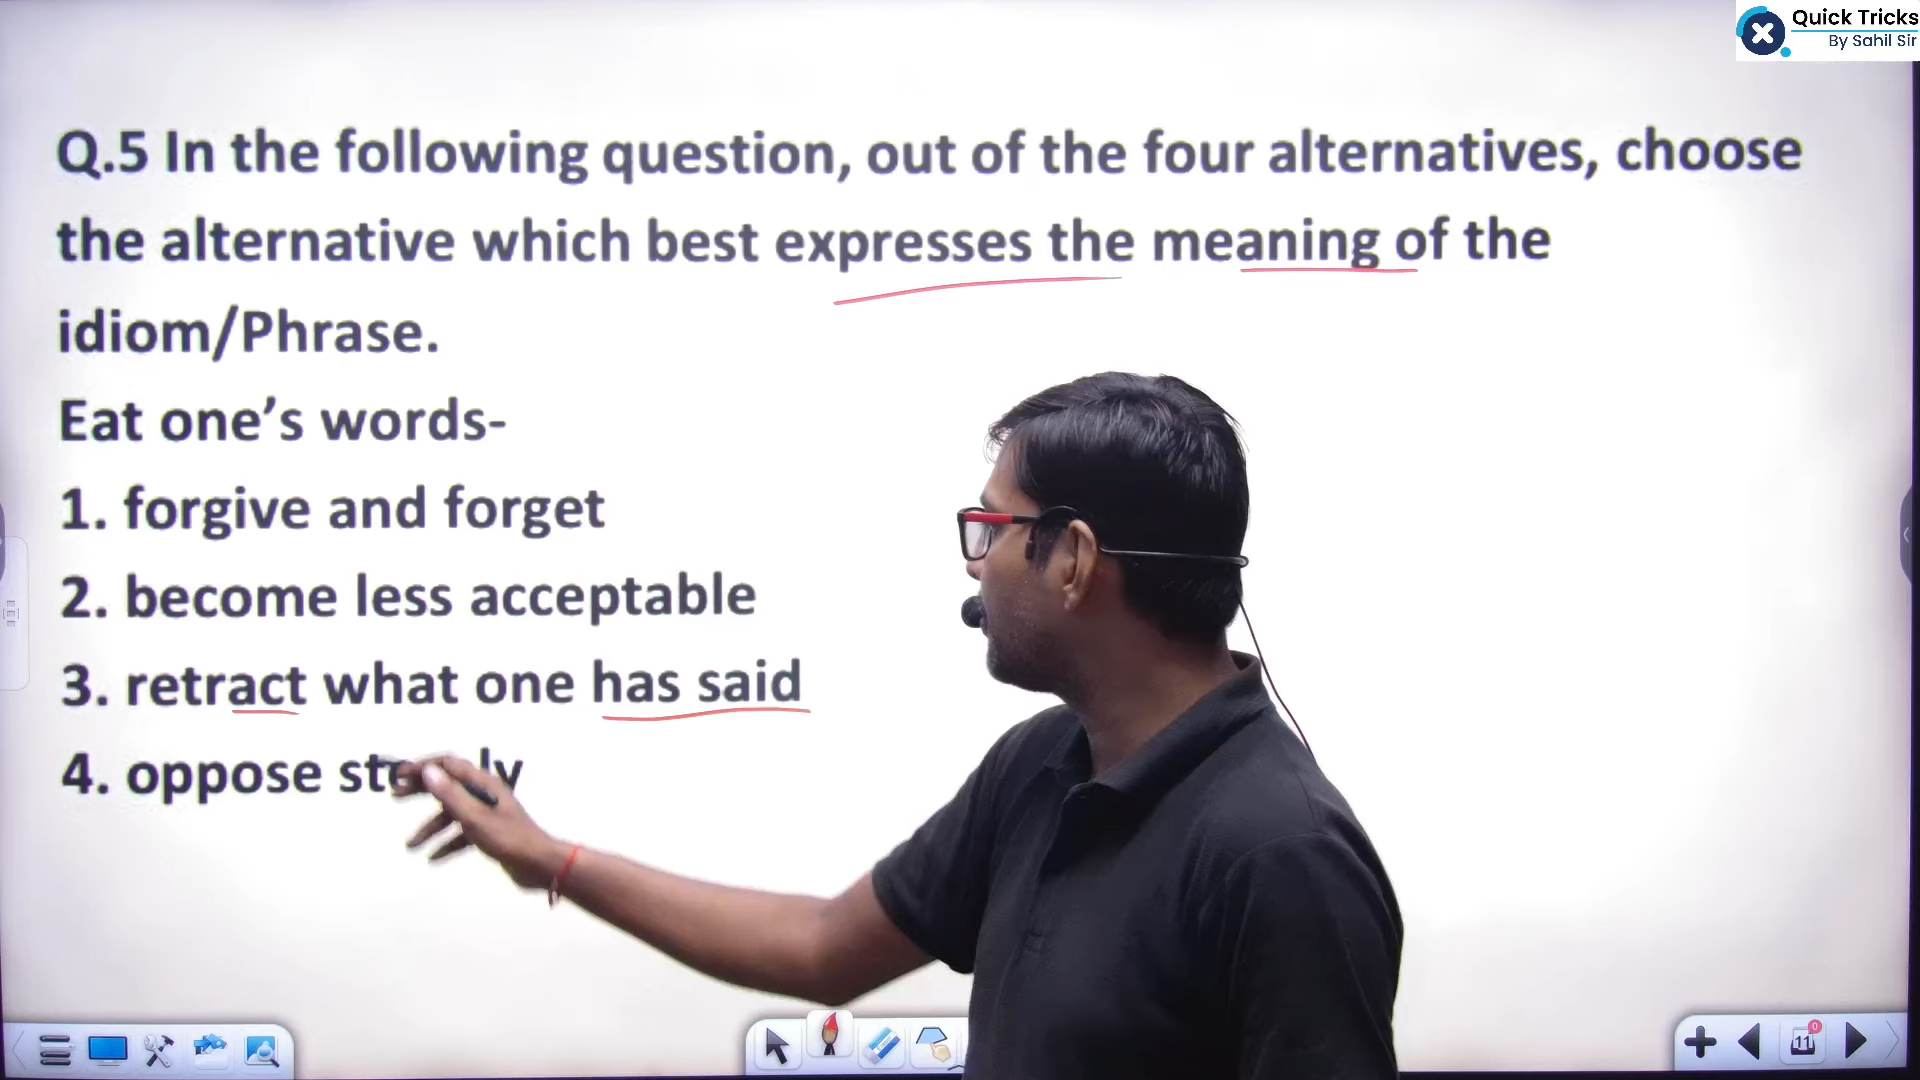 Quick Tricks
By Sahil Sir
Q.5 In the following question, out of the four alternatives, choose
the alternative which best expresses the meaning of the
idiom/Phrase.
Eat one’s words-
1. forgive and forget
2. become less acceptable
3. retract what one has said
4. oppose
11
0